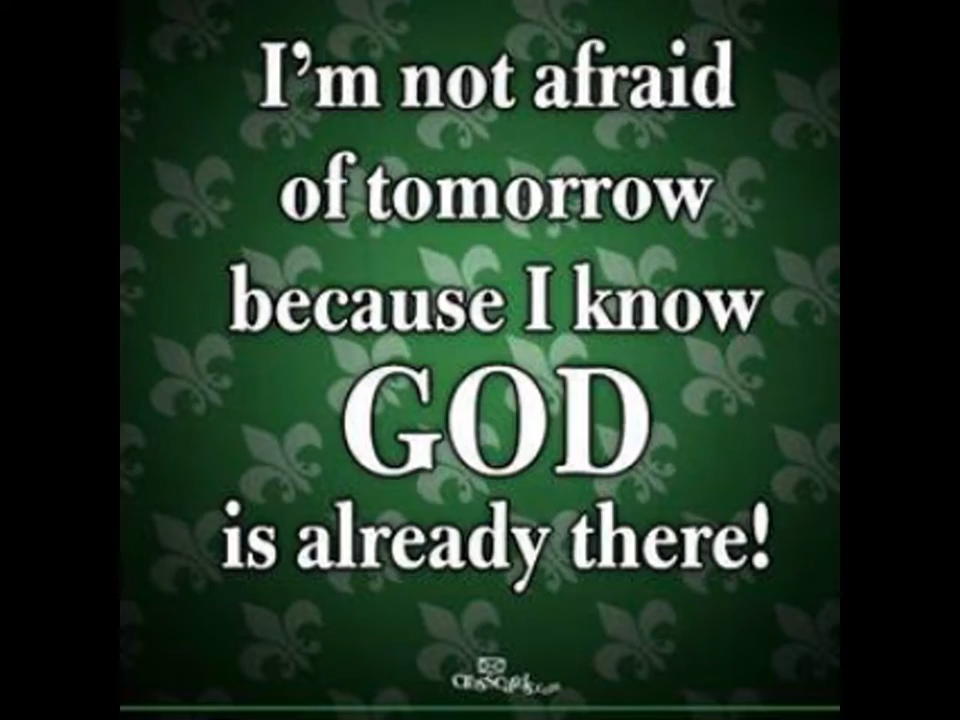 I'm not afraid
of tomorrow
because I know
GOD
is already there!